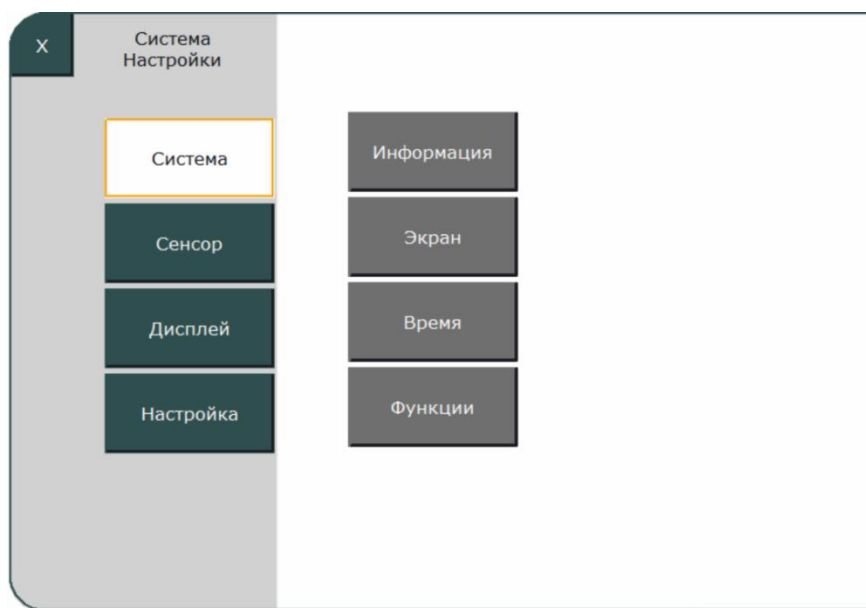 X
Система
Настройки
Система
Сенсор
Дисплей
Настройка
Информация
Экран
Время
Функции